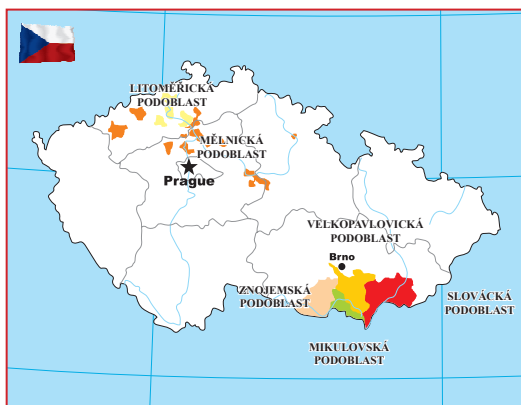 LITOMĚŘICKÁ
PODOBLAST
MĚLNICKÁ
PODOBLAST
Prague
VELKOPAVLOVICKÁ
PODOBLAST
Brno
ZNOJEMSKÁ
PODOBLAST
SLOVÁCKÁ
PODOBLAST
MIKULOVSKÁ
PODOBLAST